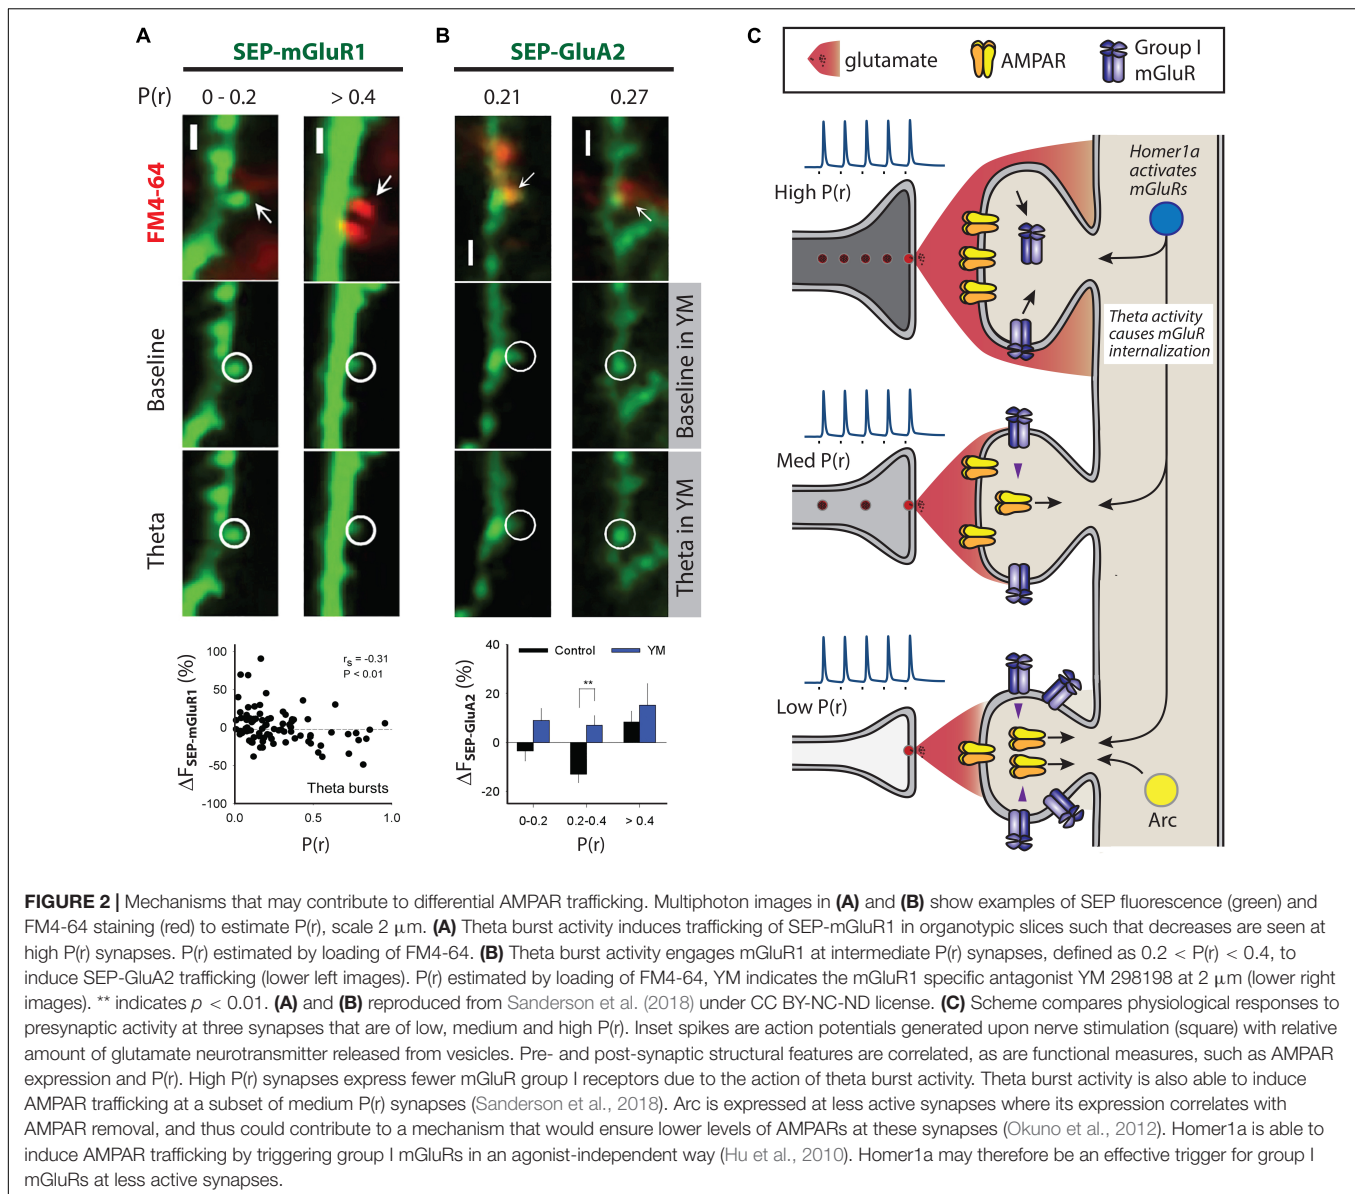 A
SEP-mGluR1
P(r)
0 - 0.2
> 0.4
FM4-64
Baseline
Theta
B
SEP-GluA2
0.21
0.27
Baseline in YM
Theta in YM
ΔF SEP-mGluR1 (%)
100
50
0
-50
-100
rs = -0.31
P < 0.01
Theta bursts
0.0
0.5
1.0
P(r)
ΔF SEP-GluA2 (%)
40
20
0
-20
Control
YM
**
0-0.2
0.2-0.4
> 0.4
P(r)
C
glutamate
AMPAR
Group I
mGluR
High P(r)
Homer1a
activates
mGluRs
Theta activity
causes mGluR
internalization
Med P(r)
Low P(r)
Arc
FIGURE 2 | Mechanisms that may contribute to differential AMPAR trafficking. Multiphoton images in (A) and (B) show examples of SEP fluorescence (green) and
FM4-64 staining (red) to estimate P(r), scale 2 μm. (A) Theta burst activity induces trafficking of SEP-mGluR1 in organotypic slices such that decreases are seen at
high P(r) synapses. P(r) estimated by loading of FM4-64. (B) Theta burst activity engages mGluR1 at intermediate P(r) synapses, defined as 0.2 < P(r) < 0.4, to
induce SEP-GluA2 trafficking (lower left images). P(r) estimated by loading of FM4-64, YM indicates the mGluR1 specific antagonist YM 298198 at 2 μm (lower right
images). ** indicates p < 0.01. (A) and (B) reproduced from Sanderson et al. (2018) under CC BY-NC-ND license. (C) Scheme compares physiological responses to
presynaptic activity at three synapses that are of low, medium and high P(r). Inset spikes are action potentials generated upon nerve stimulation (square) with relative
amount of glutamate neurotransmitter released from vesicles. Pre- and post-synaptic structural features are correlated, as are functional measures, such as AMPAR
expression and P(r). High P(r) synapses express fewer mGluR group I receptors due to the action of theta burst activity. Theta burst activity is also able to induce
AMPAR trafficking at a subset of medium P(r) synapses (Sanderson et al., 2018). Arc is expressed at less active synapses where its expression correlates with
AMPAR removal, and thus could contribute to a mechanism that would ensure lower levels of AMPARs at these synapses (Okuno et al., 2012). Homer1a is able to
induce AMPAR trafficking by triggering group I mGluRs in an agonist-independent way (Hu et al., 2010). Homer1a may therefore be an effective trigger for group I
mGluRs at less active synapses.